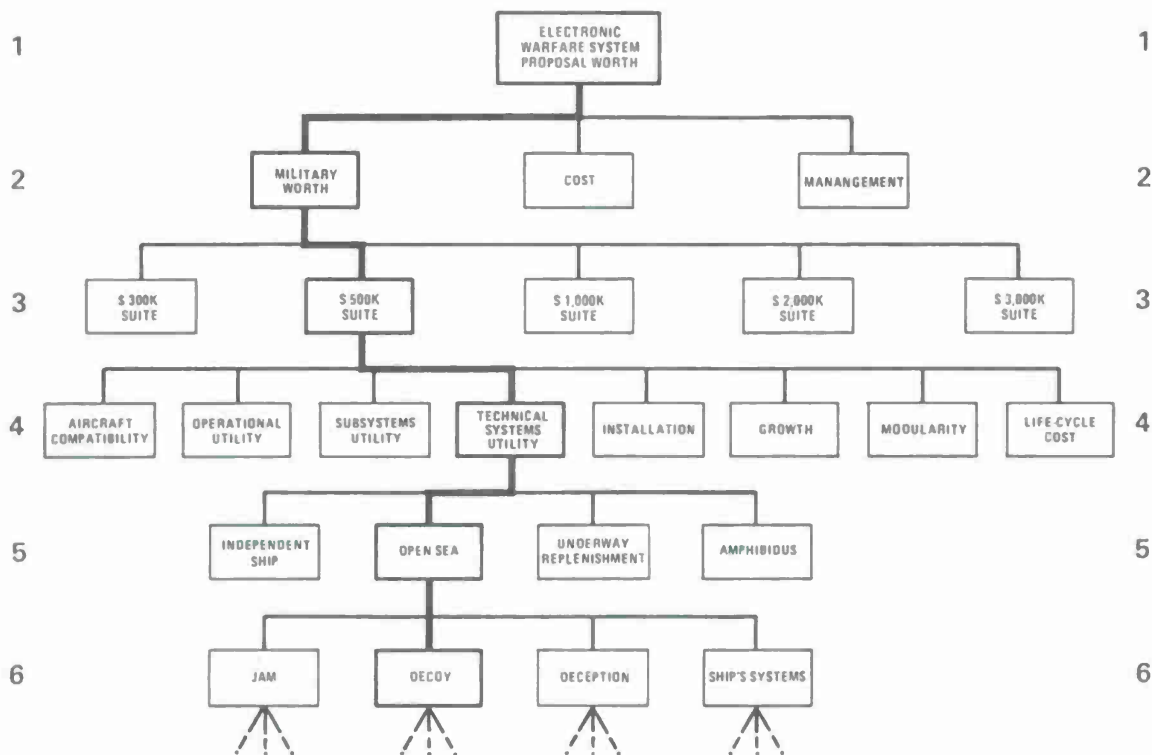 1
ELECTRONIC
WARFARE SYSTEM
PROPOSAL WORTH
1
2
MILITARY
WORTH
COST
MANANGEMENT
2
3
$ 300K
SUITE
$ 500K
SUITE
$ 1,000K
SUITE
$ 2,000K
SUITE
$ 3,000K
SUITE
3
4
AIRCRAFT
COMPATIBILITY
OPERATIONAL
UTILITY
SUBSYSTEMS
UTILITY
TECHNICAL
SYSTEMS
UTILITY
INSTALLATION
GROWTH
MODULARITY
LIFE-CYCLE
COST
4
5
INDEPENDENT
SHIP
OPEN SEA
UNDERWAY
REPLENISHMENT
AMPHIBIDUS
5
6
JAM
DECOY
DECEPTION
SHIP'S SYSTEMS
6